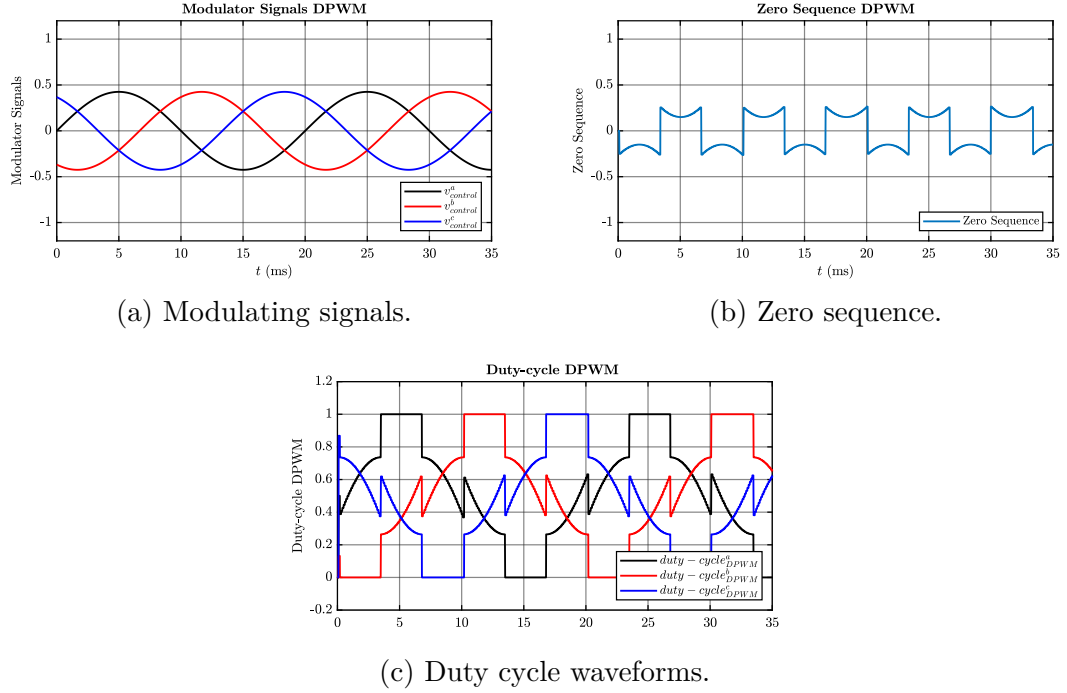 Modulator Signals DPWM
1
0.5
0
-0.5
-1
Modulator Signals
v^a_control
v^b_control
v^c_control
0 5 10 15 20 25 30 35
t (ms)
(a) Modulating signals.
Zero Sequence DPWM
1
0.5
0
-0.5
-1
Zero Sequence
Zero Sequence
0 5 10 15 20 25 30 35
t (ms)
(b) Zero sequence.
Duty-cycle DPWM
1.2
1
0.8
0.6
0.4
0.2
0
-0.2
Duty-cycle DPWM
duty − cycle^a_DPWM
duty − cycle^b_DPWM
duty − cycle^c_DPWM
0 5 10 15 20 25 30 35
(c) Duty cycle waveforms.